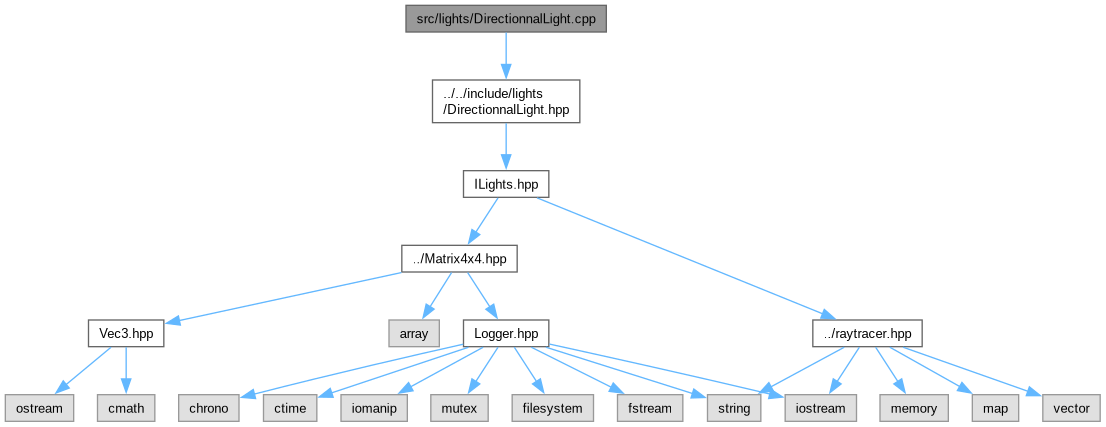 src/lights/DirectionnalLight.cpp
../../include/lights
/DirectionnalLight.hpp
ILights.hpp
../Matrix4x4.hpp
Vec3.hpp
array
Logger.hpp
../raytracer.hpp
ostream
cmath
chrono
ctime
iomanip
mutex
filesystem
fstream
string
iostream
memory
map
vector